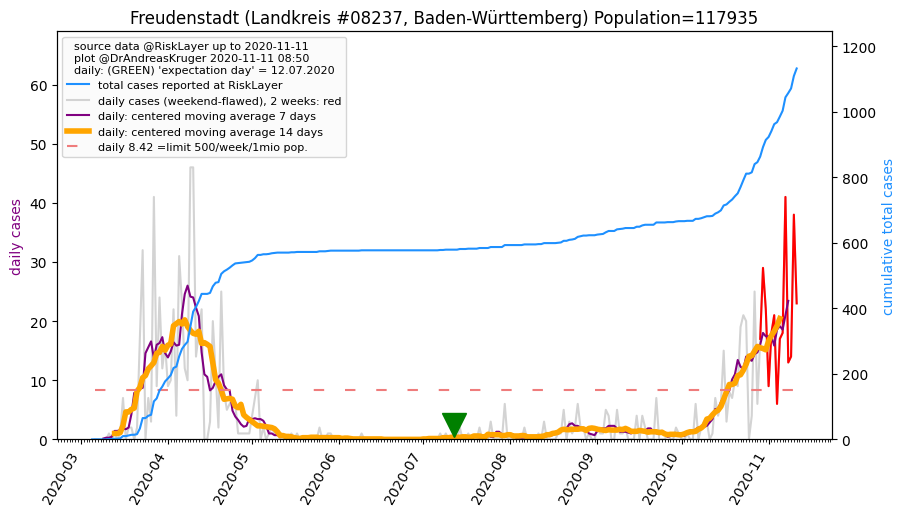 Freudenstadt (Landkreis #08237, Baden-Württemberg) Population=117935
source data @RiskLayer up to 2020-11-11
plot @DrAndreasKruger 2020-11-11 08:50
daily: (GREEN) 'expectation day' = 12.07.2020
total cases reported at RiskLayer
daily cases (weekend-flawed), 2 weeks: red
daily: centered moving average 7 days
daily: centered moving average 14 days
daily 8.42 =limit 500/week/1mio pop.
daily cases
60
50
40
30
20
10
0
cumulative total cases
1200
1000
800
600
400
200
0
2020-03
2020-04
2020-05
2020-06
2020-07
2020-08
2020-09
2020-10
2020-11